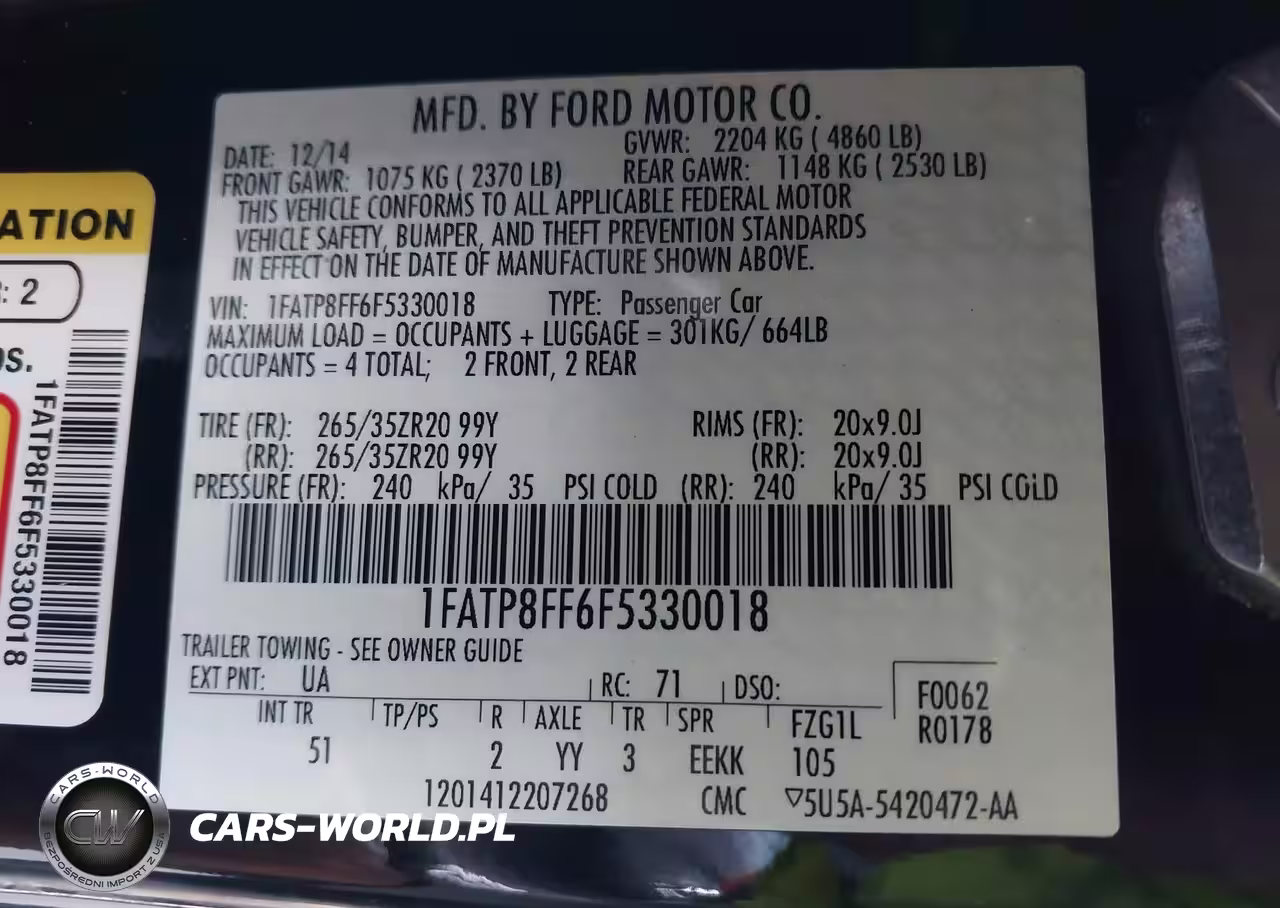 MFD. BY FORD MOTOR CO.
DATE: 12/14
GVWR: 2204 KG ( 4860 LB)
FRONT GAWR: 1075 KG ( 2370 LB)
REAR GAWR: 1148 KG ( 2530 LB)
THIS VEHICLE CONFORMS TO ALL APPLICABLE FEDERAL MOTOR
VEHICLE SAFETY, BUMPER, AND THEFT PREVENTION STANDARDS
IN EFFECT ON THE DATE OF MANUFACTURE SHOWN ABOVE.
VIN: 1FATP8FF6F5330018 TYPE: Passenger Car
MAXIMUM LOAD = OCCUPANTS + LUGGAGE = 301KG/ 664LB
OCCUPANTS = 4 TOTAL; 2 FRONT, 2 REAR
TIRE (FR): 265/35ZR20 99Y RIMS (FR): 20x9.0J
(RR): 265/35ZR20 99Y (RR): 20x9.0J
PRESSURE (FR): 240 kPa/ 35 PSI COLD (RR): 240 kPa/ 35 PSI COLD
1FATP8FF6F5330018
TRAILER TOWING - SEE OWNER GUIDE
EXT PNT: UA RC: 71 DSO:
F0062
R0178
INT TR TP/PS R AXLE TR SPR FZG1L
51 2 YY 3 EEKK 105
1201412207268 CMC ▽5U5A-5420472-AA
ATION
: 2
s.
1FATP8FF6F5330018
CARS-WORLD
CW
BEZPOŚREDNI IMPORT Z USA
CARS-WORLD.PL